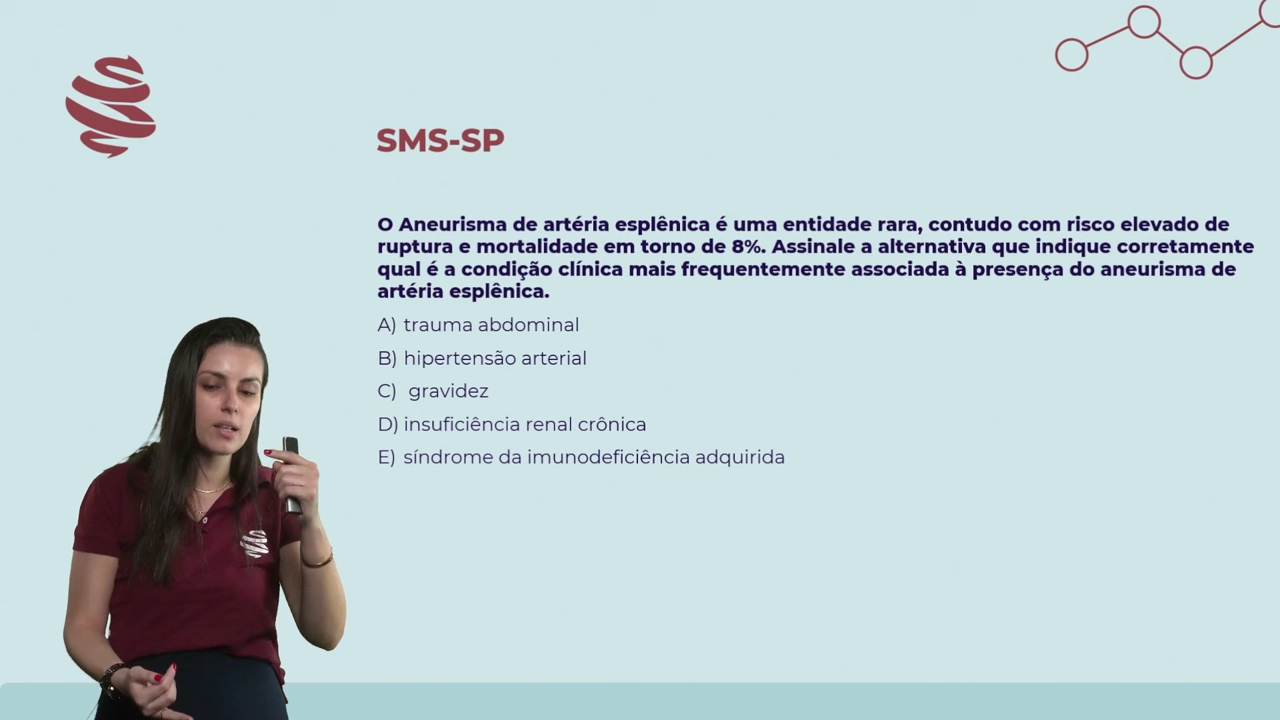 SMS-SP
O Aneurisma de artéria esplênica é uma entidade rara, contudo com risco elevado de
ruptura e mortalidade em torno de 8%. Assinale a alternativa que indique corretamente
qual é a condição clínica mais frequentemente associada à presença do aneurisma de
artéria esplênica.
A) trauma abdominal
B) hipertensão arterial
C) gravidez
D) insuficiência renal crônica
E) síndrome da imunodeficiência adquirida